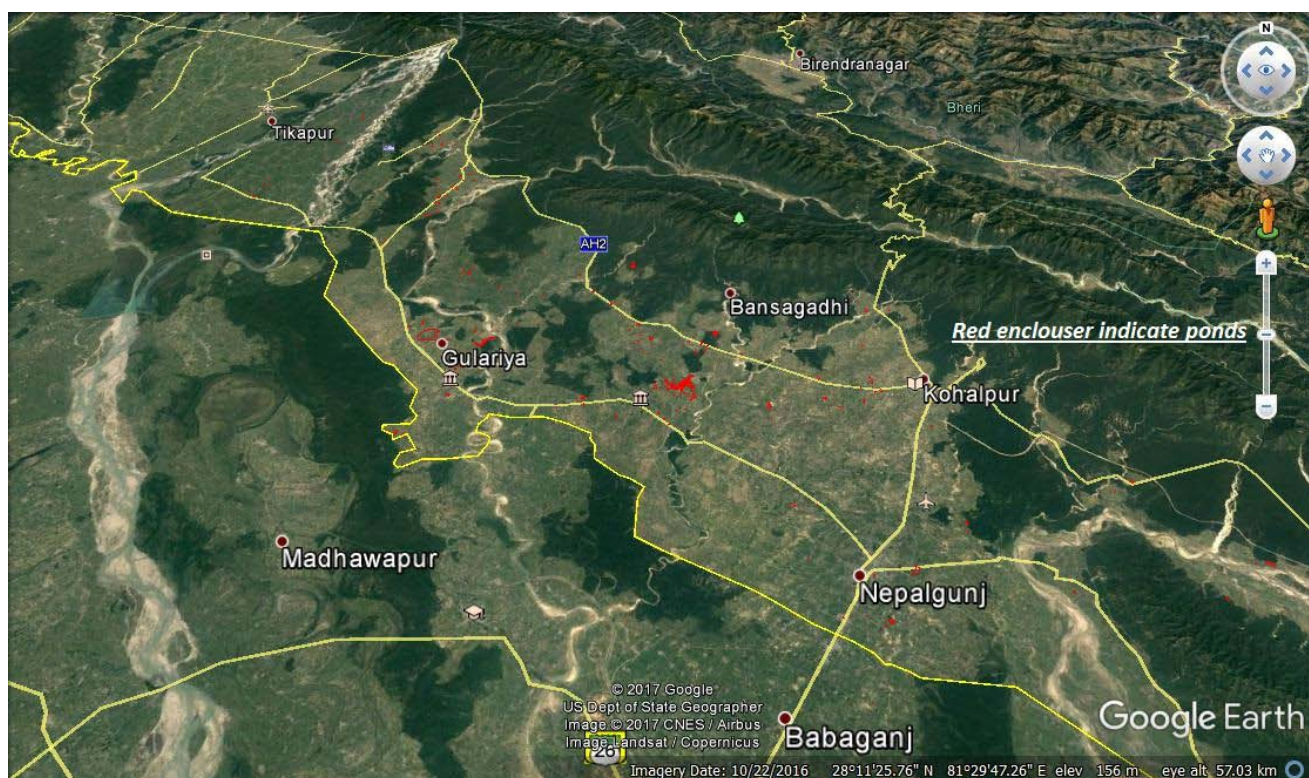 N
Birendranagar
Bheri
Tikapur
AH2
Bansagadhi
Red enclouser indicate ponds
Gulariya
Kohalpur
Madhawapur
Nepalgunj
© 2017 Google
US Dept of State Geographer
Image © 2017 CNES / Airbus
Image Landsat / Copernicus
26
Babaganj
Google Earth
Imagery Date: 10/22/2016 28°11'25.76" N 81°29'47.26" E elev 156 m eye alt 57.03 km